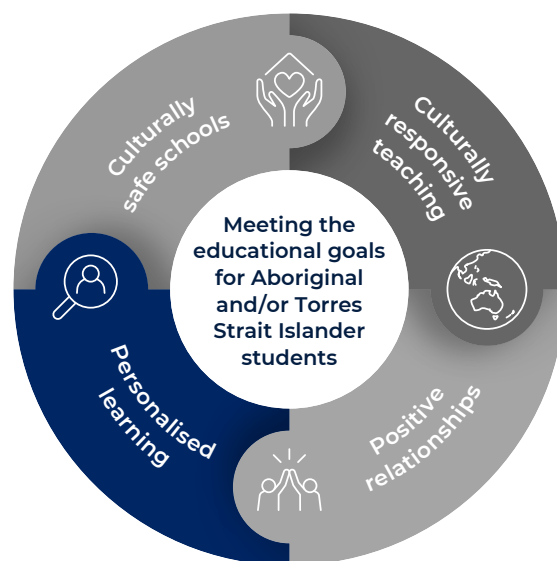 Culturally
safe schools
Culturally
responsive
teaching
Meeting the
educational goals
for Aboriginal
and/or Torres
Strait Islander
students
Personalised
learning
Positive
relationships